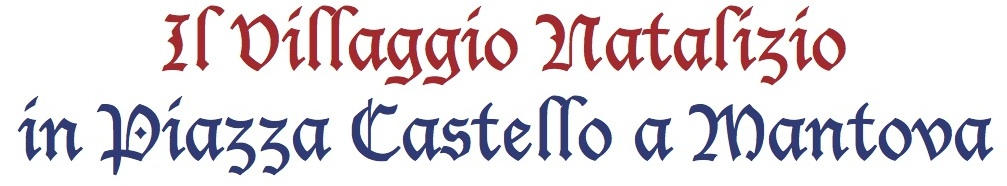 Il Villaggio Natalizio
in Piazza Castello a Mantova